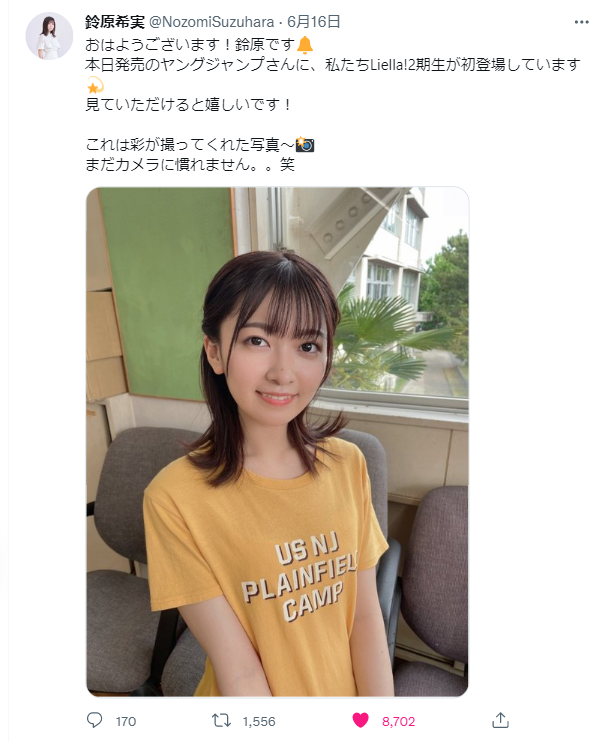 鈴原希実 @NozomiSuzuhara · 6月16日
おはようございます！鈴原です🔔
本日発売のヤングジャンプさんに、私たちLiella!2期生が初登場しています
💫
見ていただけると嬉しいです！
これは彩が撮ってくれた写真〜📸
まだカメラに慣れません。。笑
US NJ
PLAINFIELD
CAMP
170 1,556 8,702